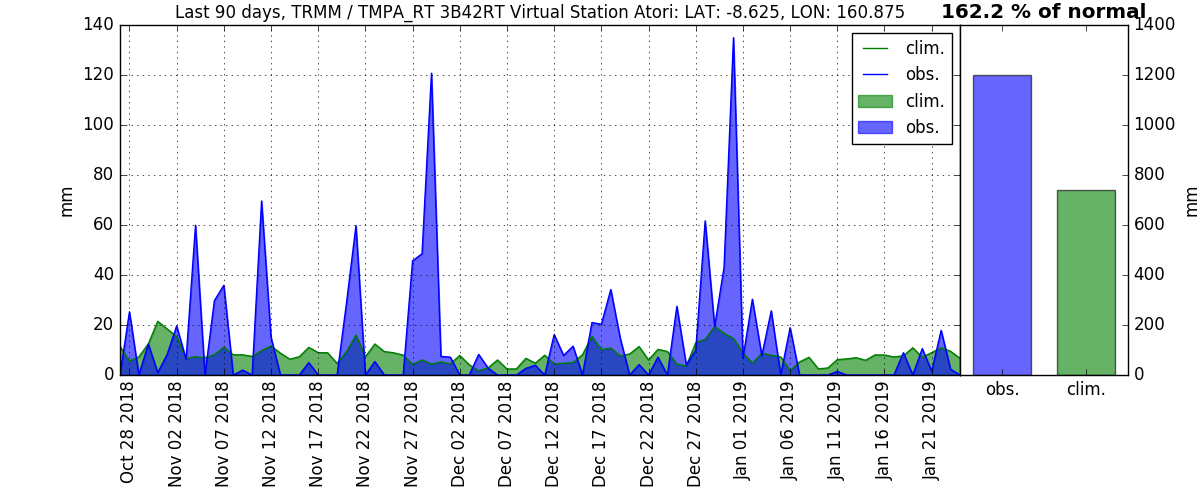 Last 90 days, TRMM / TMPA_RT 3B42RT Virtual Station Atori: LAT: -8.625, LON: 160.875
162.2 % of normal
140
120
100
80
60
40
20
0
mm
clim.
obs.
clim.
obs.
1400
1200
1000
800
600
400
200
0
mm
Oct 28 2018
Nov 02 2018
Nov 07 2018
Nov 12 2018
Nov 17 2018
Nov 22 2018
Nov 27 2018
Dec 02 2018
Dec 07 2018
Dec 12 2018
Dec 17 2018
Dec 22 2018
Dec 27 2018
Jan 01 2019
Jan 06 2019
Jan 11 2019
Jan 16 2019
Jan 21 2019
obs.
clim.